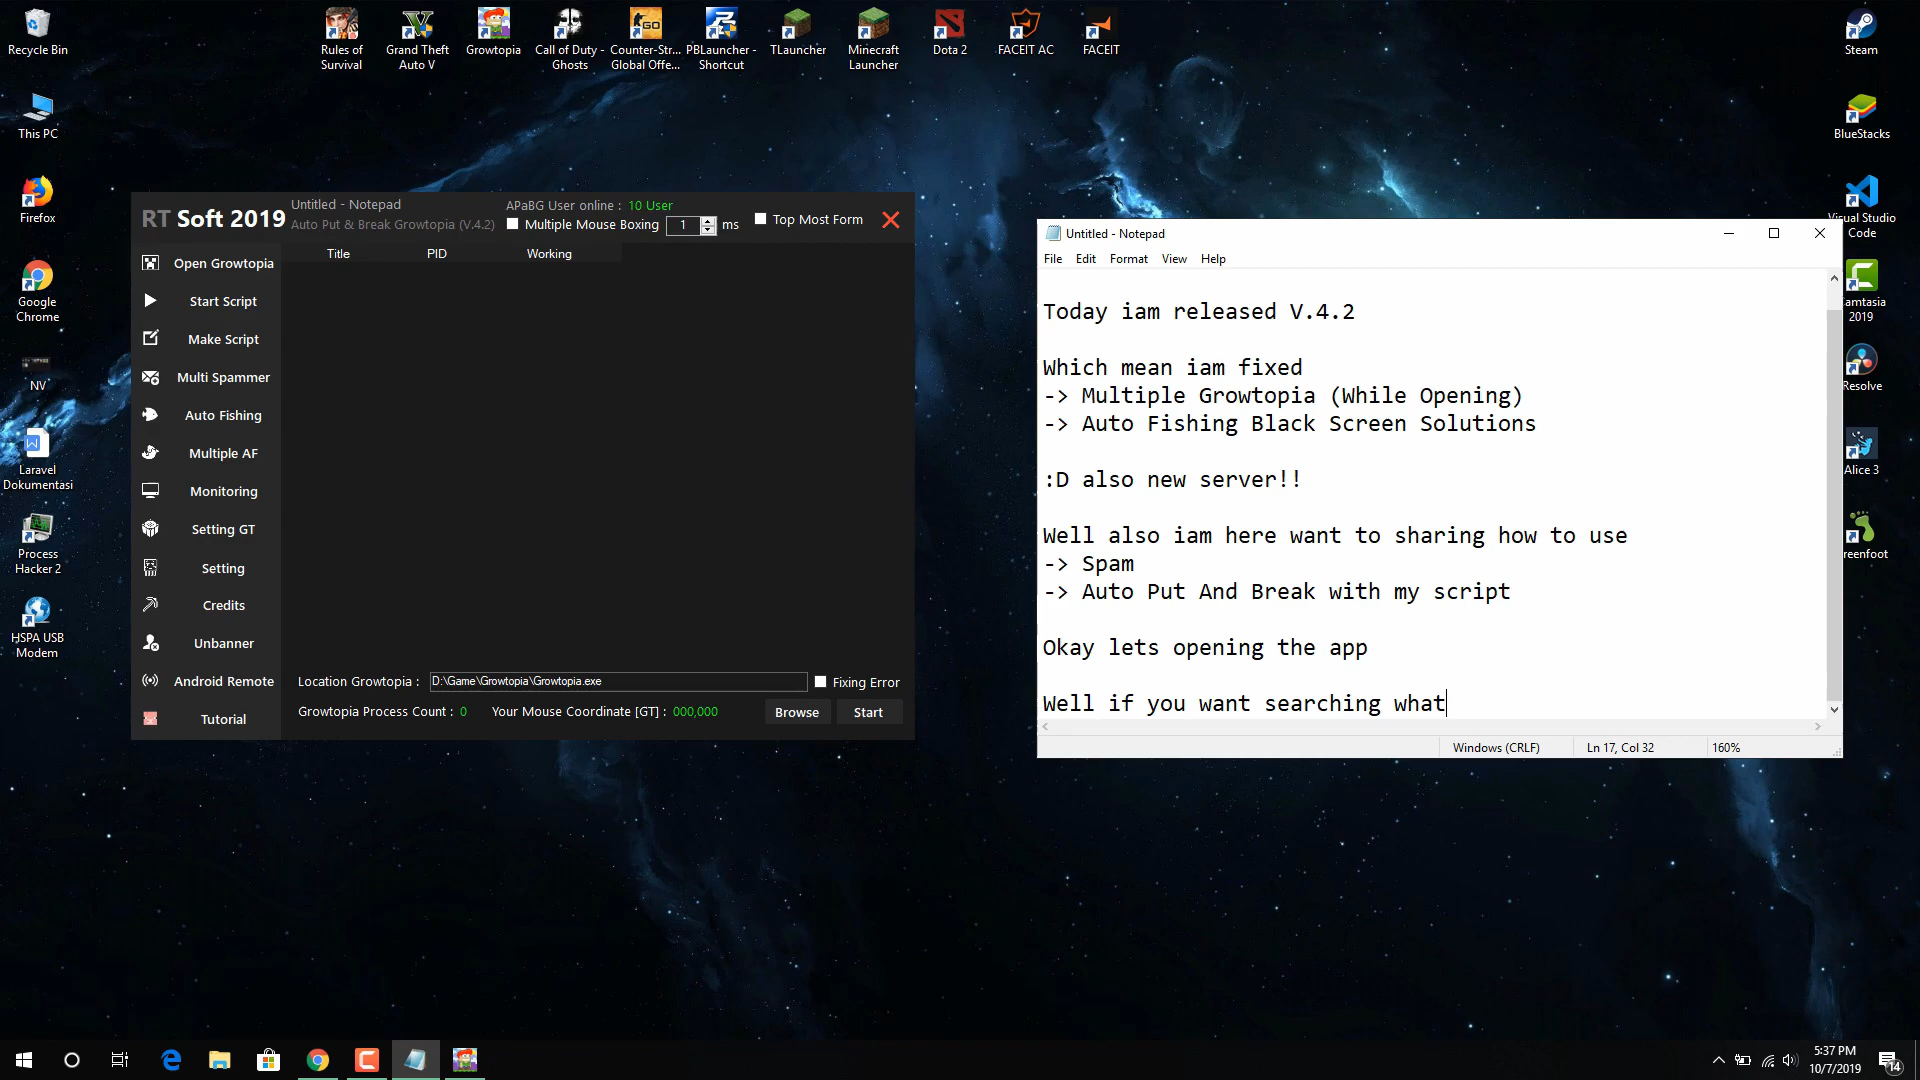 Recycle Bin
This PC
Firefox
Google
Chrome
NV
Laravel
Dokumentasi
Process
Hacker 2
HSPA USB
Modem
Rules of
Survival
Grand Theft
Auto V
Growtopia
Call of Duty -
Ghosts
Counter-Str...
Global Offe...
PBLauncher -
Shortcut
TLauncher
Minecraft
Launcher
Dota 2
FACEIT AC
FACEIT
Steam
BlueStacks
Visual Studio
Code
Camtasia
2019
Resolve
Alice 3
reenfoot
RT Soft 2019
Untitled - Notepad
Auto Put & Break Growtopia (V.4.2)
APaBG User online : 10 User
Multiple Mouse Boxing 1 ms
Top Most Form
Title PID Working
Open Growtopia
Start Script
Make Script
Multi Spammer
Auto Fishing
Multiple AF
Monitoring
Setting GT
Setting
Credits
Unbanner
Android Remote
Tutorial
Location Growtopia : D:\Game\Growtopia\Growtopia.exe Fixing Error
Growtopia Process Count : 0 Your Mouse Coordinate [GT] : 000,000 Browse Start
Untitled - Notepad
File Edit Format View Help
Today iam released V.4.2
Which mean iam fixed
-> Multiple Growtopia (While Opening)
-> Auto Fishing Black Screen Solutions
:D also new server!!
Well also iam here want to sharing how to use
-> Spam
-> Auto Put And Break with my script
Okay lets opening the app
Well if you want searching what
Windows (CRLF) Ln 17, Col 32 160%
5:37 PM
10/7/2019
14